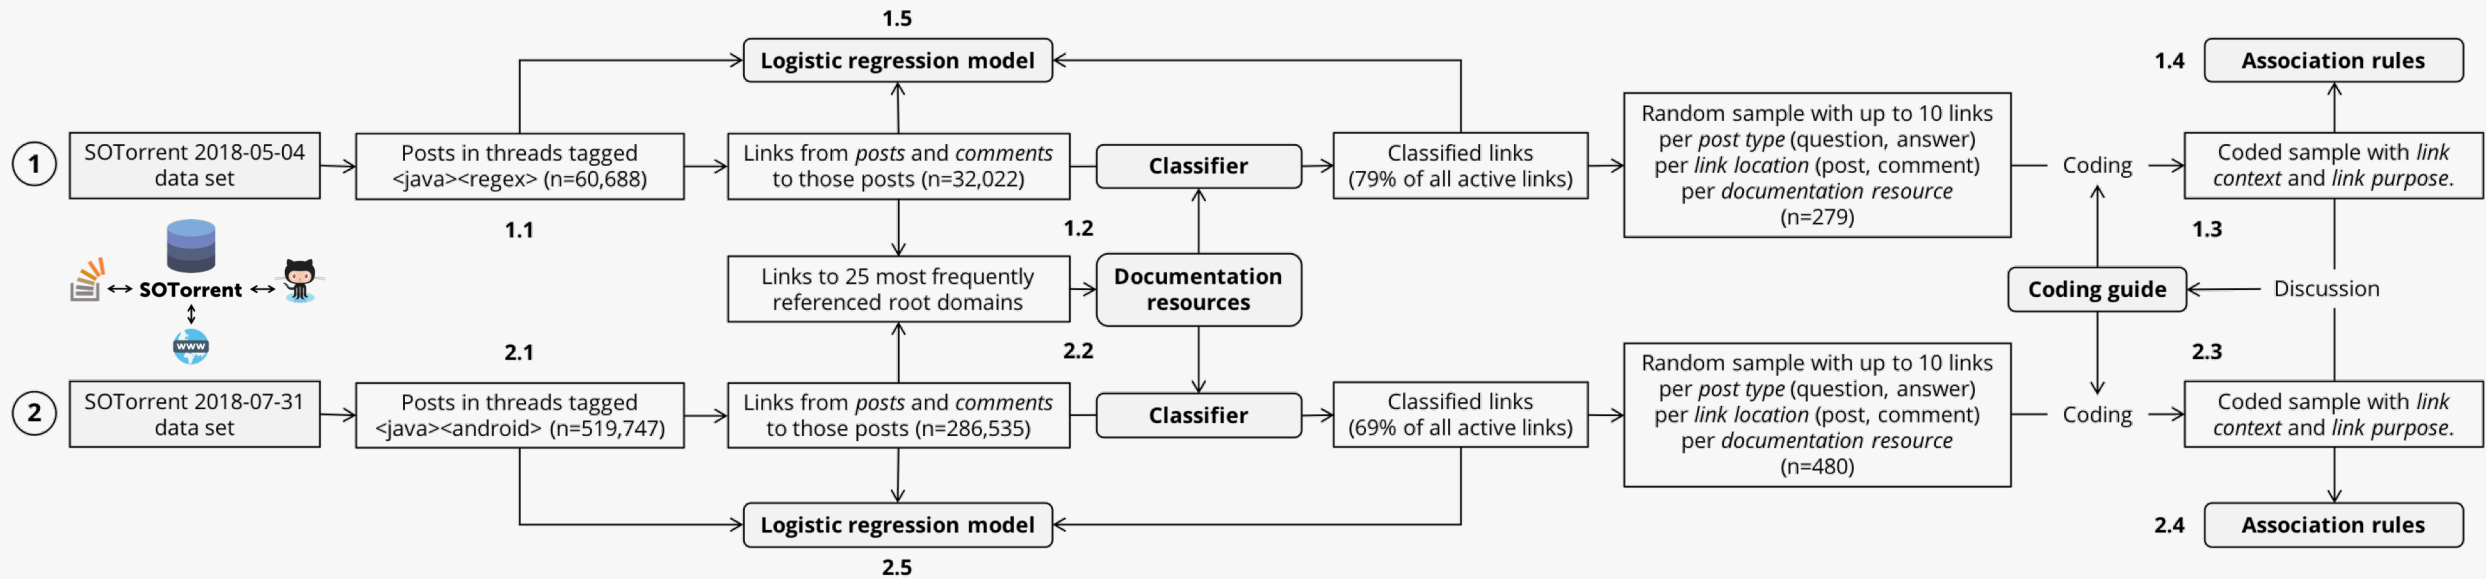 1.5
Logistic regression model
1.4
Association rules
1
SOTorrent 2018-05-04
data set
Posts in threads tagged
<java><regex> (n=60,688)
Links from posts and comments
to those posts (n=32,022)
Classifier
Classified links
(79% of all active links)
Random sample with up to 10 links
per post type (question, answer)
per link location (post, comment)
per documentation resource
(n=279)
Coding
Coded sample with link
context and link purpose.
1.1
1.2
1.3
SOTorrent
WWW
Links to 25 most frequently
referenced root domains
Documentation
resources
Coding guide
Discussion
2.1
2.2
2.3
2
SOTorrent 2018-07-31
data set
Posts in threads tagged
<java><android> (n=519,747)
Links from posts and comments
to those posts (n=286,535)
Classifier
Classified links
(69% of all active links)
Random sample with up to 10 links
per post type (question, answer)
per link location (post, comment)
per documentation resource
(n=480)
Coding
Coded sample with link
context and link purpose.
Logistic regression model
2.4
Association rules
2.5